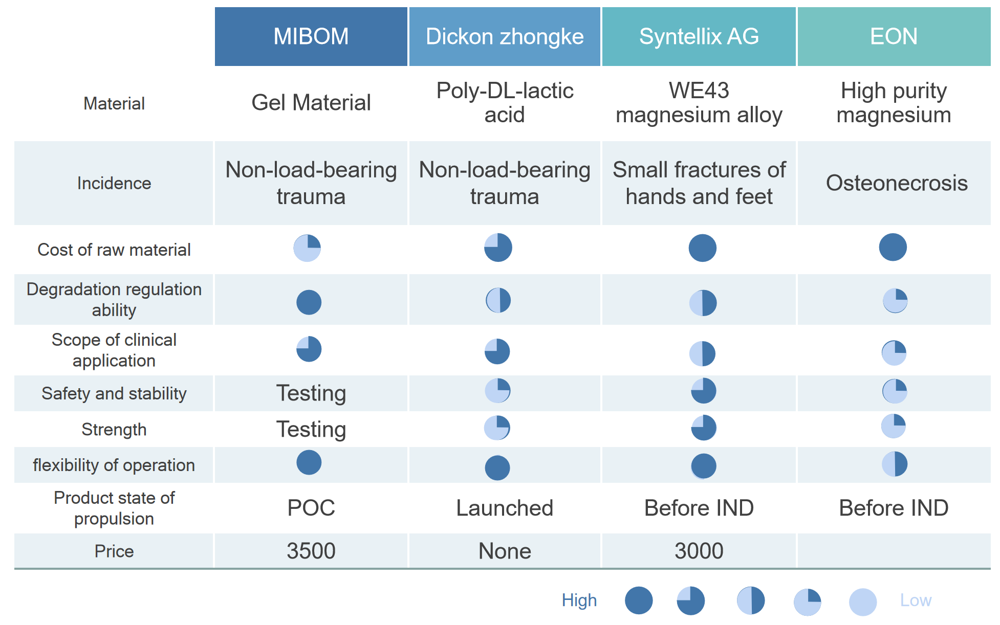 MIBOM
Dickon zhongke
Syntellix AG
EON
Material
Gel Material
Poly-DL-lactic
acid
WE43
magnesium alloy
High purity
magnesium
Incidence
Non-load-bearing
trauma
Non-load-bearing
trauma
Small fractures of
hands and feet
Osteonecrosis
Cost of raw material
Degradation regulation
ability
Scope of clinical
application
Safety and stability
Testing
Strength
Testing
flexibility of operation
Product state of
propulsion
POC
Launched
Before IND
Before IND
Price
3500
None
3000
High
Low